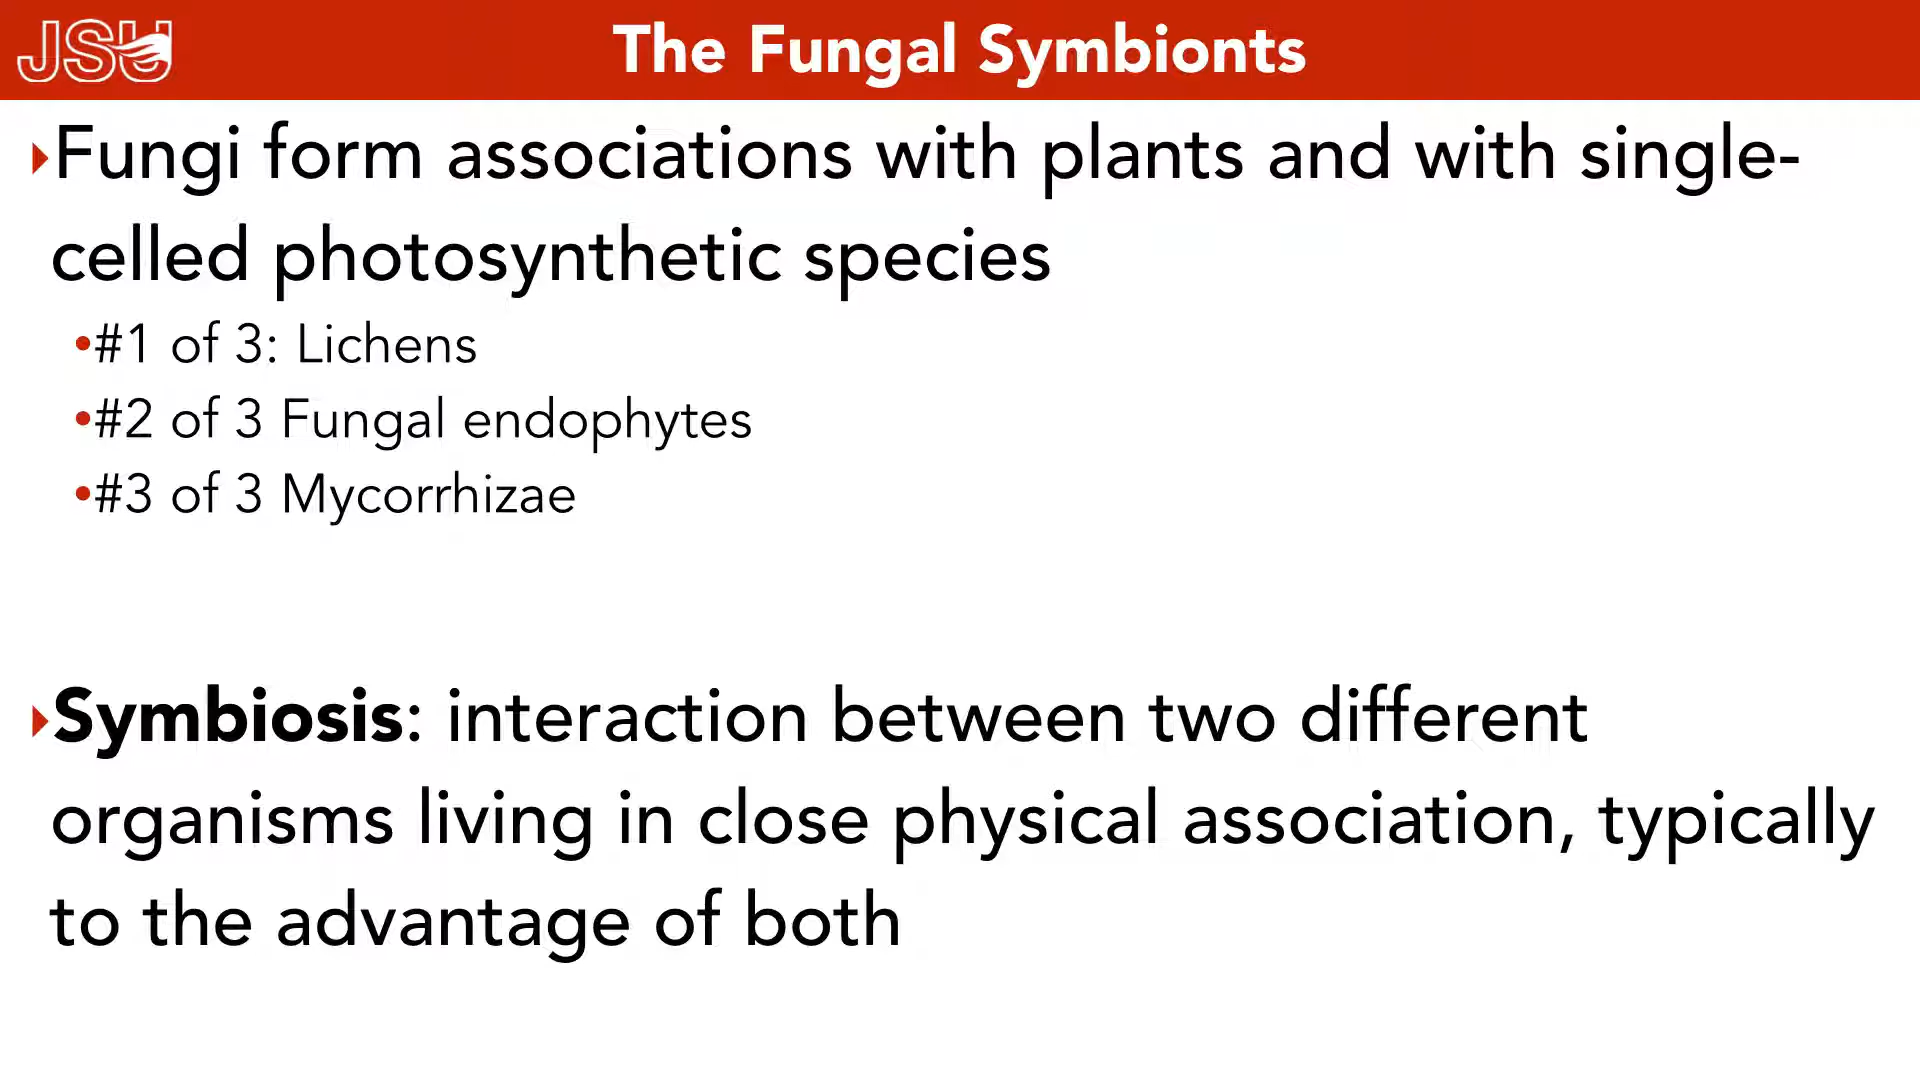 JSU
The Fungal Symbionts
Fungi form associations with plants and with single-
celled photosynthetic species
•#1 of 3: Lichens
•#2 of 3 Fungal endophytes
•#3 of 3 Mycorrhizae
Symbiosis: interaction between two different
organisms living in close physical association, typically
to the advantage of both